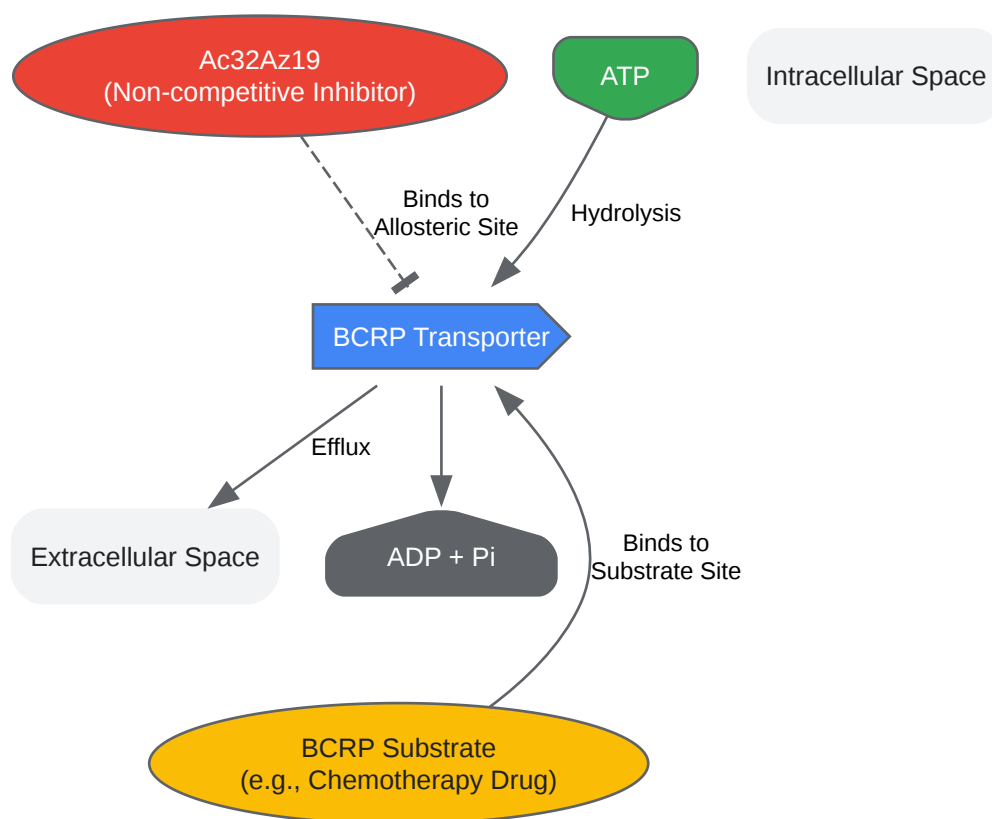 Ac32Az19
(Non-competitive Inhibitor)
ATP
Intracellular Space
Binds to
Allosteric Site
Hydrolysis
BCRP Transporter
Efflux
Extracellular Space
ADP + Pi
Binds to
Substrate Site
BCRP Substrate
(e.g., Chemotherapy Drug)